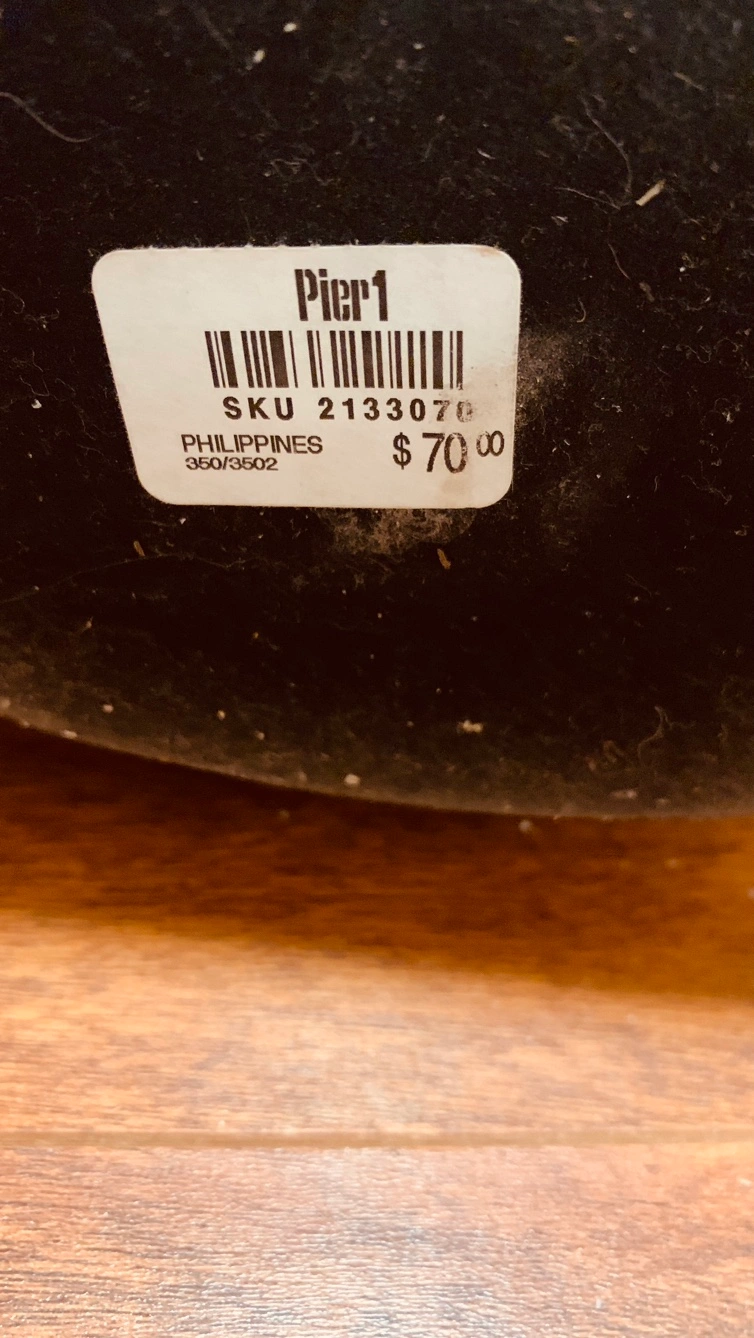 Pier1
SKU 2133070
PHILIPPINES
350/3502
$70 00